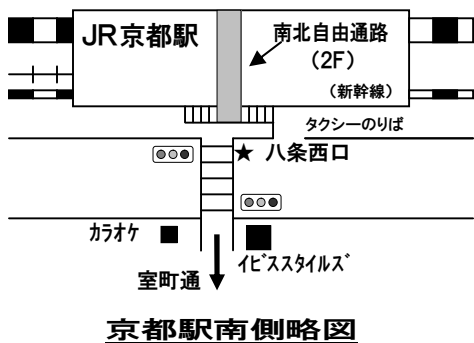 JR京都駅
南北自由通路
(2F)
(新幹線)
タクシーのりば
★ 八条西口
カラオケ
イビススタイルズ
室町通
京都駅南側略図